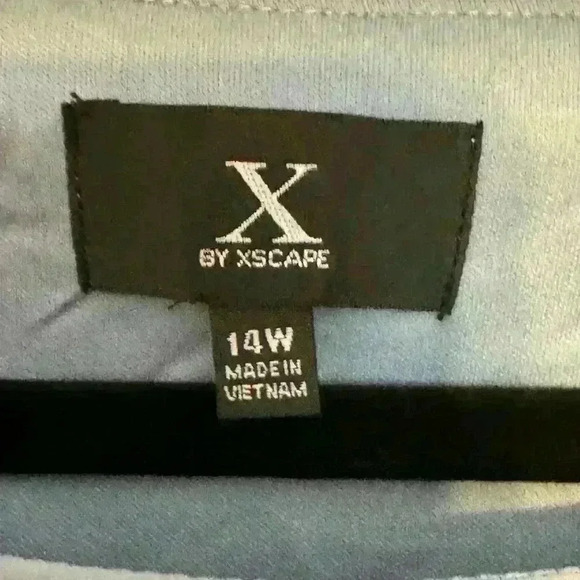 X
BY XSCAPE
14W
MADE IN
VIETNAM